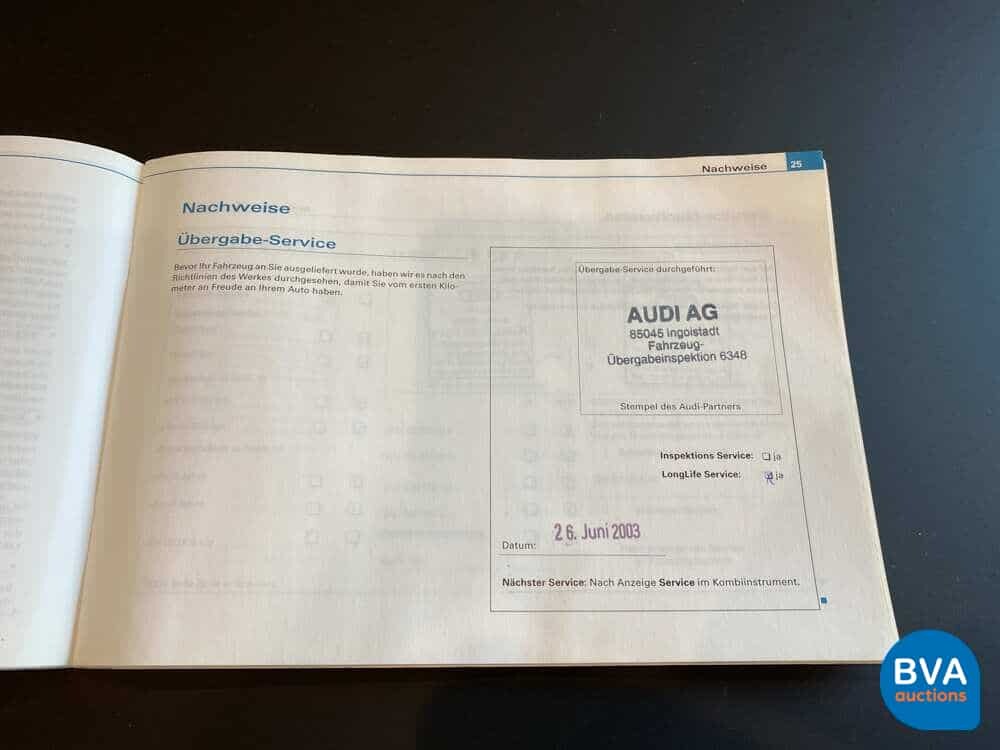 Nachweise 25
Nachweise
Übergabe-Service
Bevor Ihr Fahrzeug an Sie ausgeliefert wurde, haben wir es nach den
Richtlinien des Werkes durchgesehen, damit Sie vom ersten Kilo-
meter an Freude an Ihrem Auto haben.
Übergabe-Service durchgeführt:
AUDI AG
85045 Ingolstadt
Fahrzeug-
Übergabeinspektion 6348
Stempel des Audi-Partners
Inspektions Service: ja
LongLife Service: ja
26. Juni 2003
Datum:
Nächster Service: Nach Anzeige Service im Kombiinstrument.
BVA
auctions